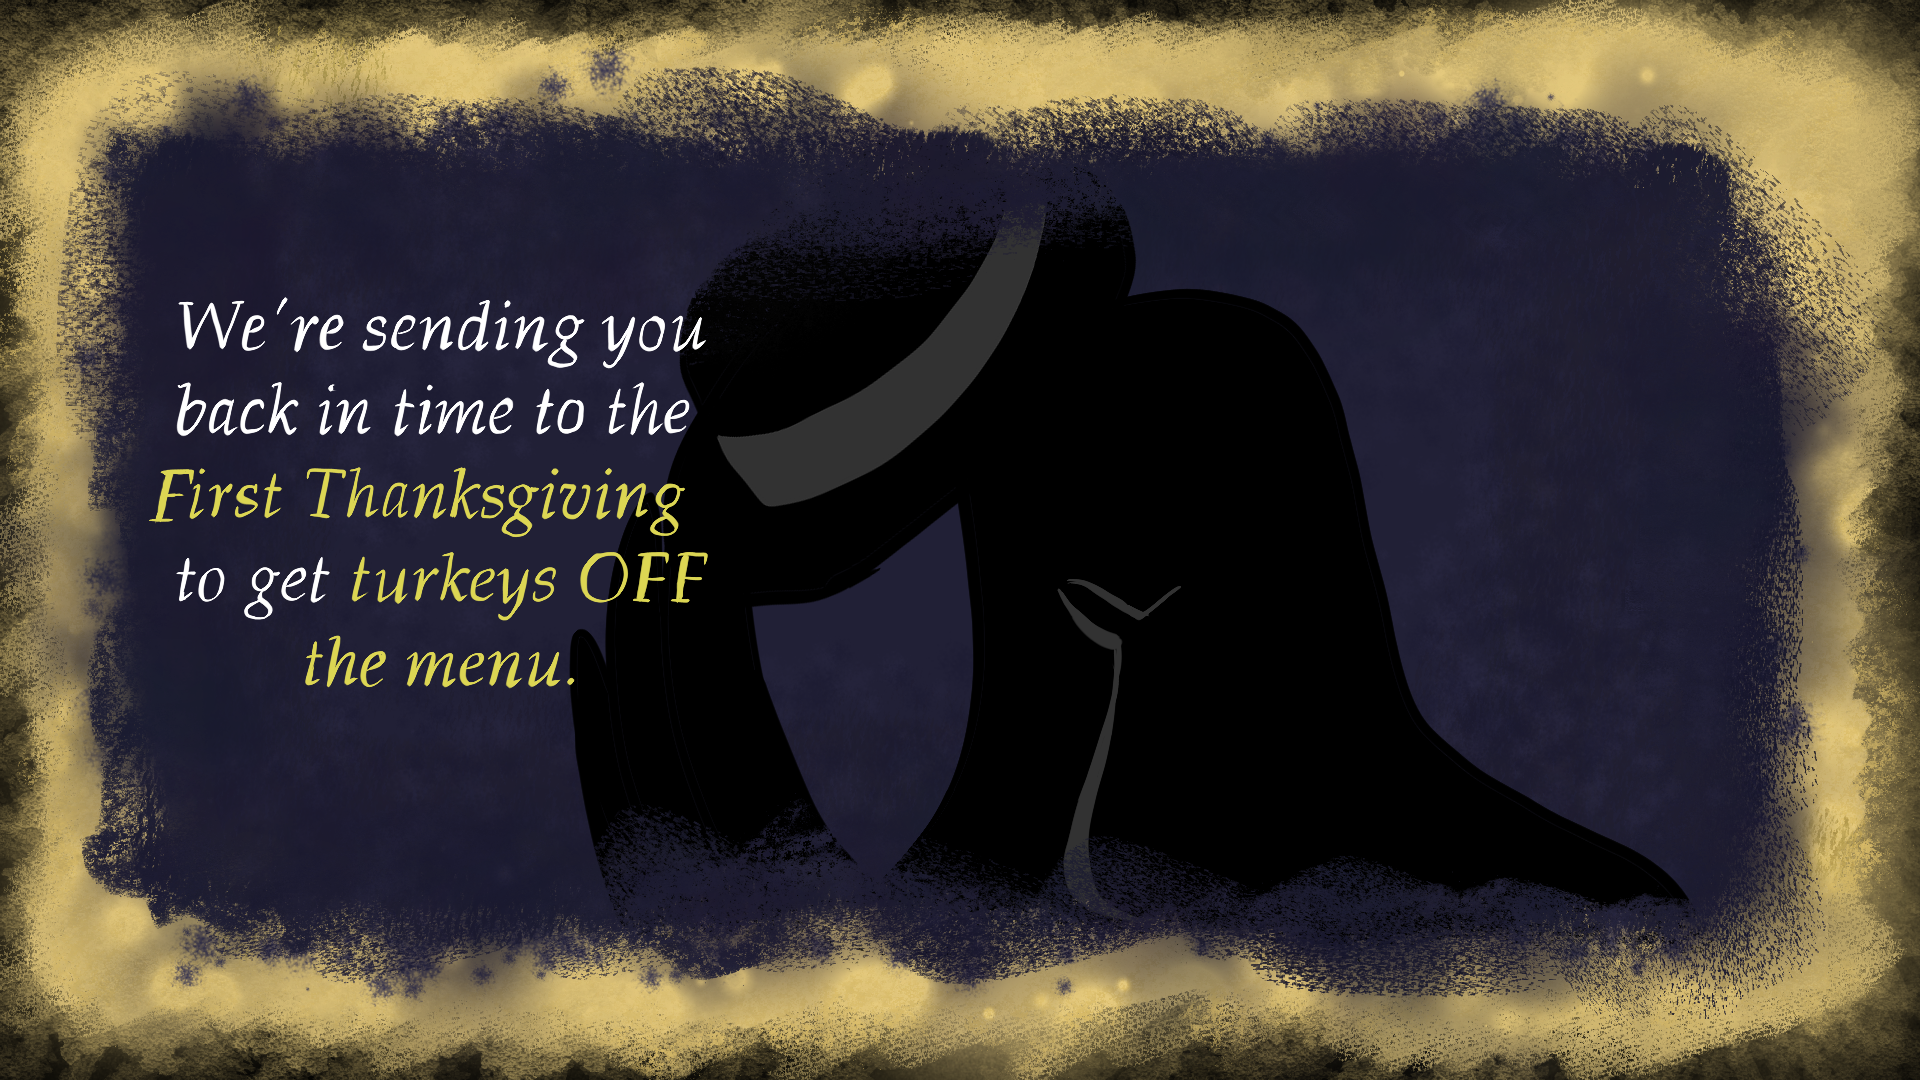 We're sending you
back in time to the
First Thanksgiving
to get turkeys OFF
the menu.